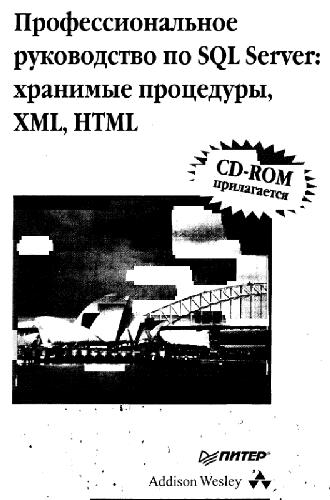 Профессиональное
руководство по SQL Server:
хранимые процедуры,
XML, HTML
CD-ROM
прилагается
ПИТЕР®
Addison Wesley